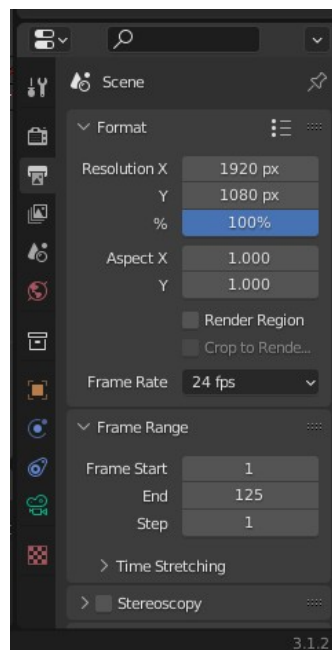 Scene
Format
Resolution X 1920 px
Y 1080 px
% 100%
Aspect X 1.000
Y 1.000
Render Region
Crop to Rende...
Frame Rate 24 fps
Frame Range
Frame Start 1
End 125
Step 1
Time Stretching
Stereoscopy
3.1.2